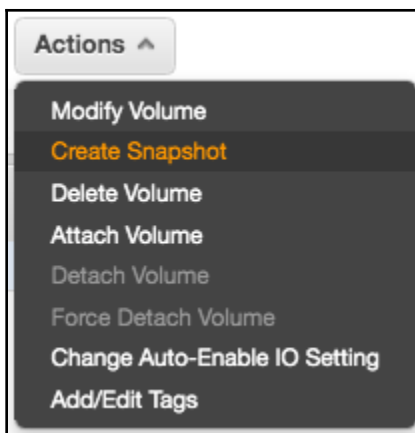 Actions
Modify Volume
Create Snapshot
Delete Volume
Attach Volume
Detach Volume
Force Detach Volume
Change Auto-Enable IO Setting
Add/Edit Tags